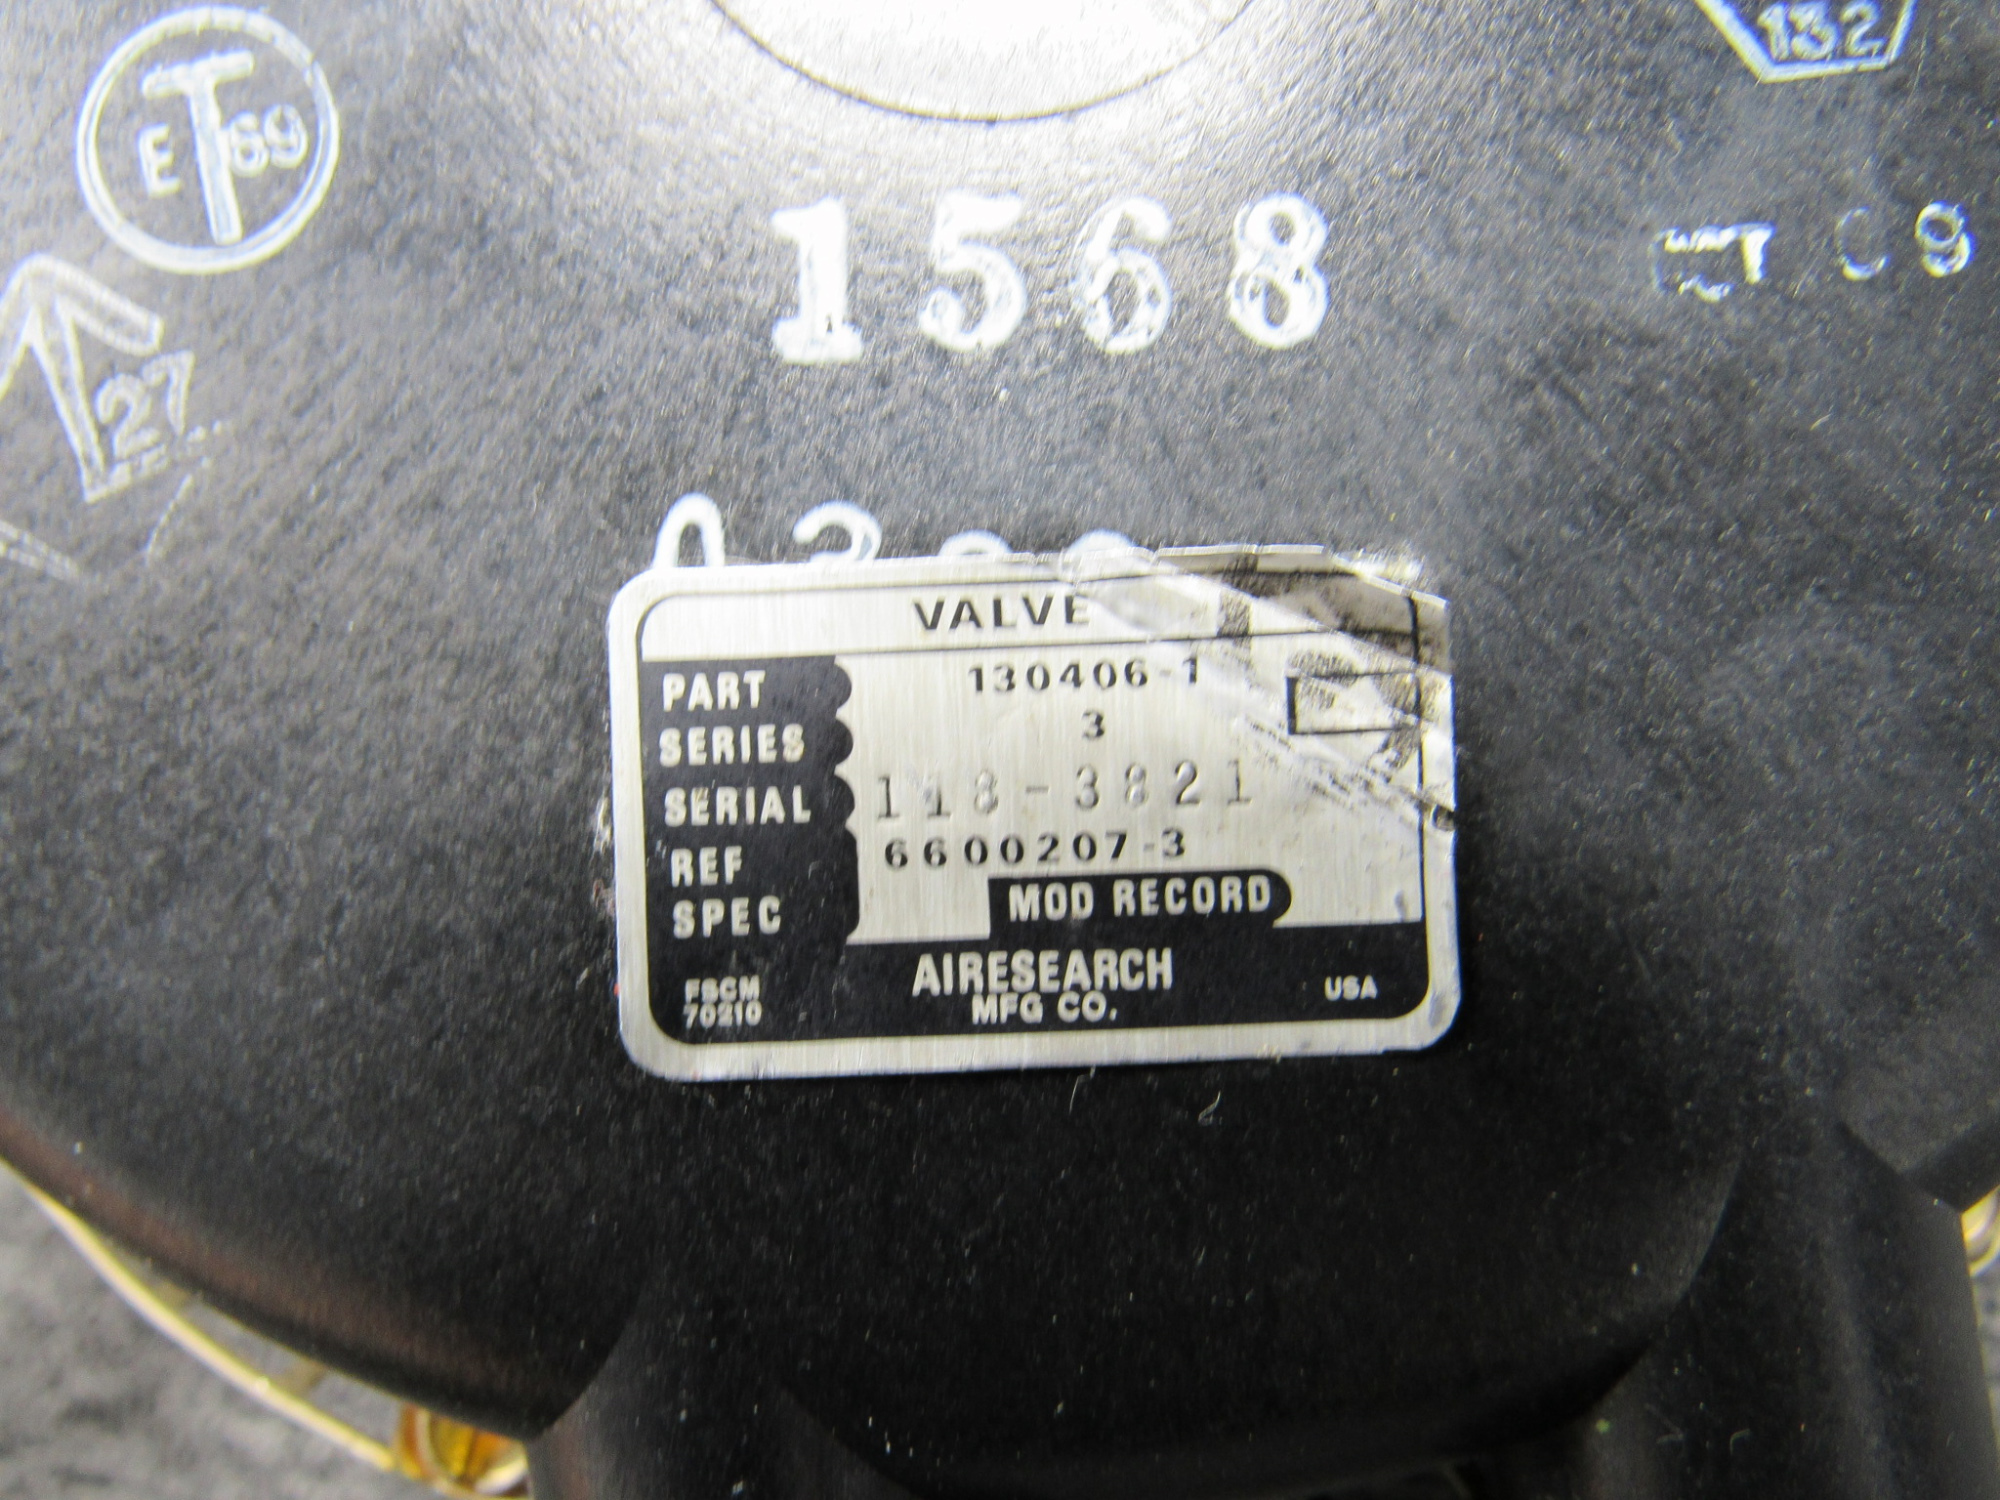 132
E T 69
1568
9
27
VALVE
PART 130406-1
SERIES 3
SERIAL 118-3821
REF 6600207-3
SPEC
MOD RECORD
AIRESEARCH
MFG CO.
FSCM
70210
USA